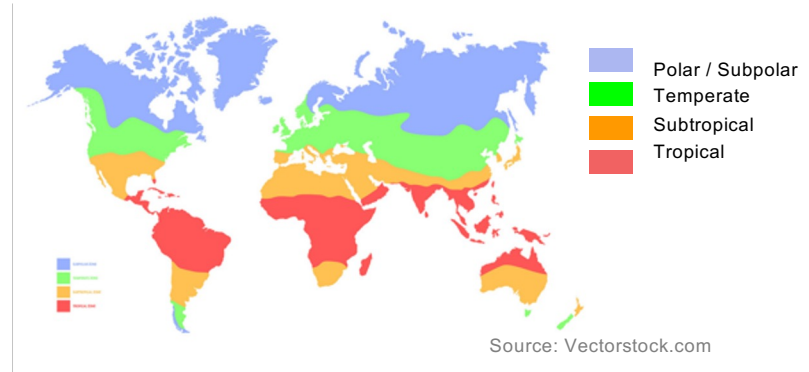 Polar / Subpolar
Temperate
Subtropical
Tropical
Source: Vectorstock.com